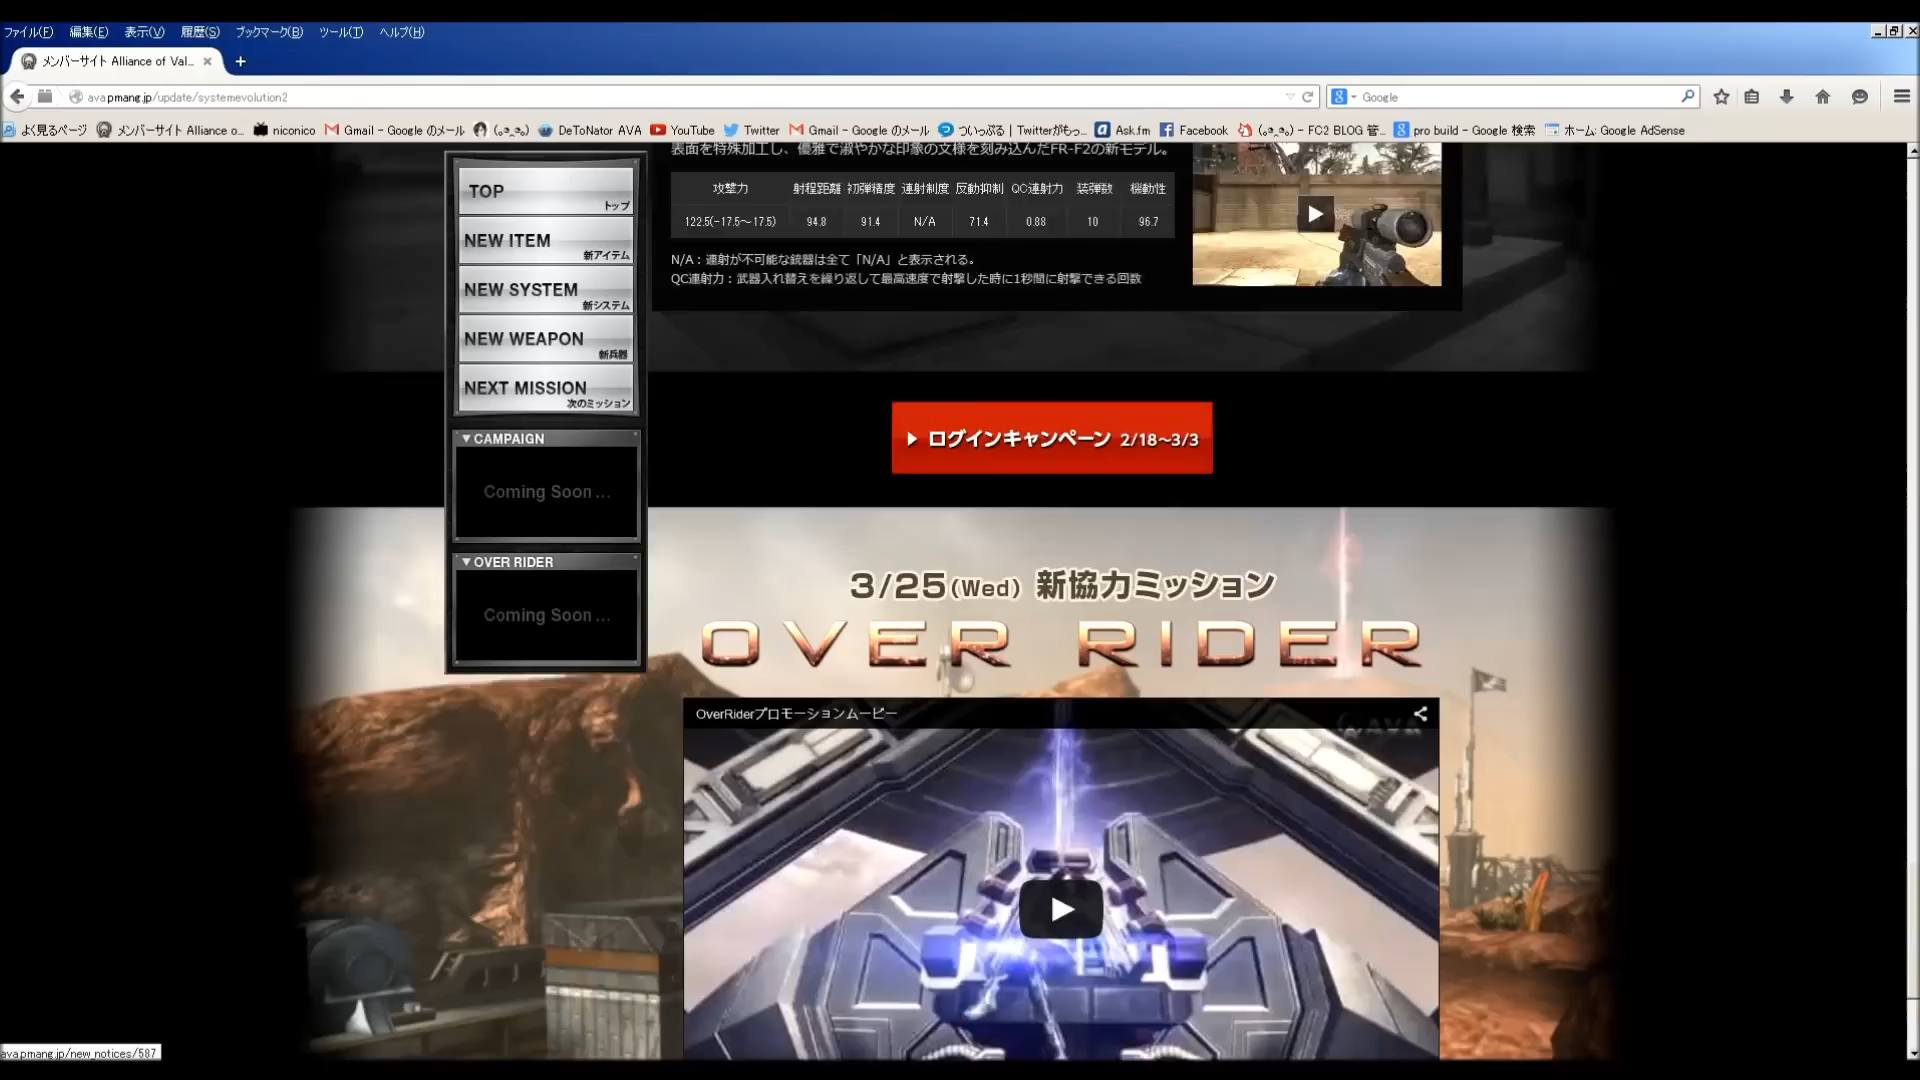 ファイル(F) 編集(E) 表示(V) 履歴(S) ブックマーク(B) ツール(T) ヘルプ(H)
メンバーサイト Alliance of Val...
ava.pmang.jp/update/systemevolution2
Google
よく見るページ メンバーサイト Alliance o... niconico Gmail - Google のメール (｡ɘ_ɘ｡) DeToNator AVA YouTube Twitter Gmail - Google のメール ついっぷる | Twitterがもっ... Ask.fm Facebook (｡ɘ_ɘ｡) - FC2 BLOG 管... pro build - Google 検索 ホーム: Google AdSense
表面を特殊加工し、優雅で淑やかな印象の文様を刻み込んだFR-F2の新モデル。
攻撃力 射程距離 初弾精度 連射制度 反動抑制 QC連射力 装弾数 機動性
122.5(-17.5～17.5) 94.8 91.4 N/A 71.4 0.88 10 96.7
N/A：連射が不可能な銃器は全て「N/A」と表示される。
QC連射力：武器入れ替えを繰り返して最高速度で射撃した時に1秒間に射撃できる回数
TOP
トップ
NEW ITEM
新アイテム
NEW SYSTEM
新システム
NEW WEAPON
新兵器
NEXT MISSION
次のミッション
▼CAMPAIGN
Coming Soon ...
▼OVER RIDER
Coming Soon ...
ログインキャンペーン 2/18～3/3
3/25(Wed) 新協力ミッション
OVER RIDER
OverRiderプロモーションムービー
AVA
ava.pmang.jp/new_notices/587